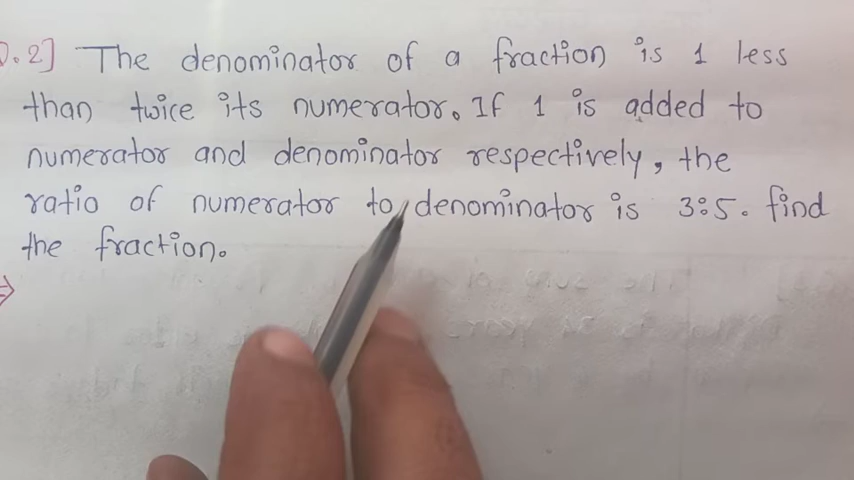 Q.2] The denominator of a fraction is 1 less
than twice its numerator. If 1 is added to
numerator and denominator respectively, the
ratio of numerator to denominator is 3:5. find
the fraction.
⇒